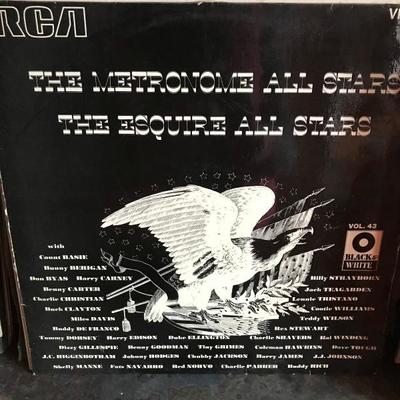 RCA
THE METRONOME ALL STARS
THE ESQUIRE ALL STARS
VOL. 43
BLACK & WHITE
with
Count BASIE
Bunny BERIGAN
Don BYAS Harry CARNEY
Billy STRAYHORN
Benny CARTER
Jack TEAGARDEN
Charlie CHRISTIAN
Lennie TRISTANO
Buck CLAYTON
Cootie WILLIAMS
Miles DAVIS
Teddy WILSON
Buddy DE FRANCO
Rex STEWART
Tommy DORSEY Harry EDISON Duke ELLINGTON Charlie SHAVERS Kai WINDING
Dizzy GILLESPIE Benny GOODMAN Tiny GRIMES Coleman HAWKINS Dave TOUGH
J.C. HIGGINBOTHAM Johnny HODGES Chubby JACKSON Harry JAMES J.J. JOHNSON
Shelly MANNE Fats NAVARRO Red NORVO Charlie PARKER Buddy RICH